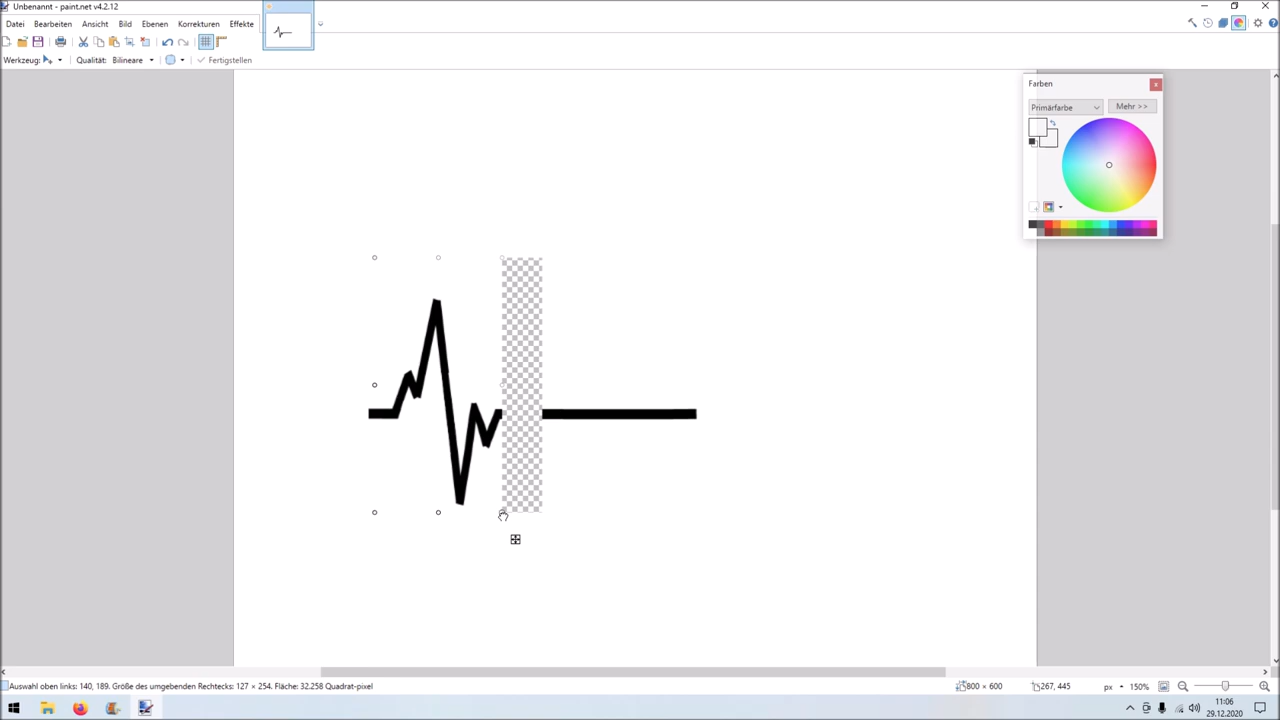 Unbenannt - paint.net v4.2.12
Datei Bearbeiten Ansicht Bild Ebenen Korrekturen Effekte
Werkzeug: Qualität: Bilineare Fertigstellen
Farben
Primärfarbe Mehr >>
Auswahl oben links: 140, 189. Größe des umgebenden Rechtecks: 127 × 254. Fläche: 32.258 Quadrat-pixel 800 × 600 267, 445 px 150%
11:06
29.12.2020